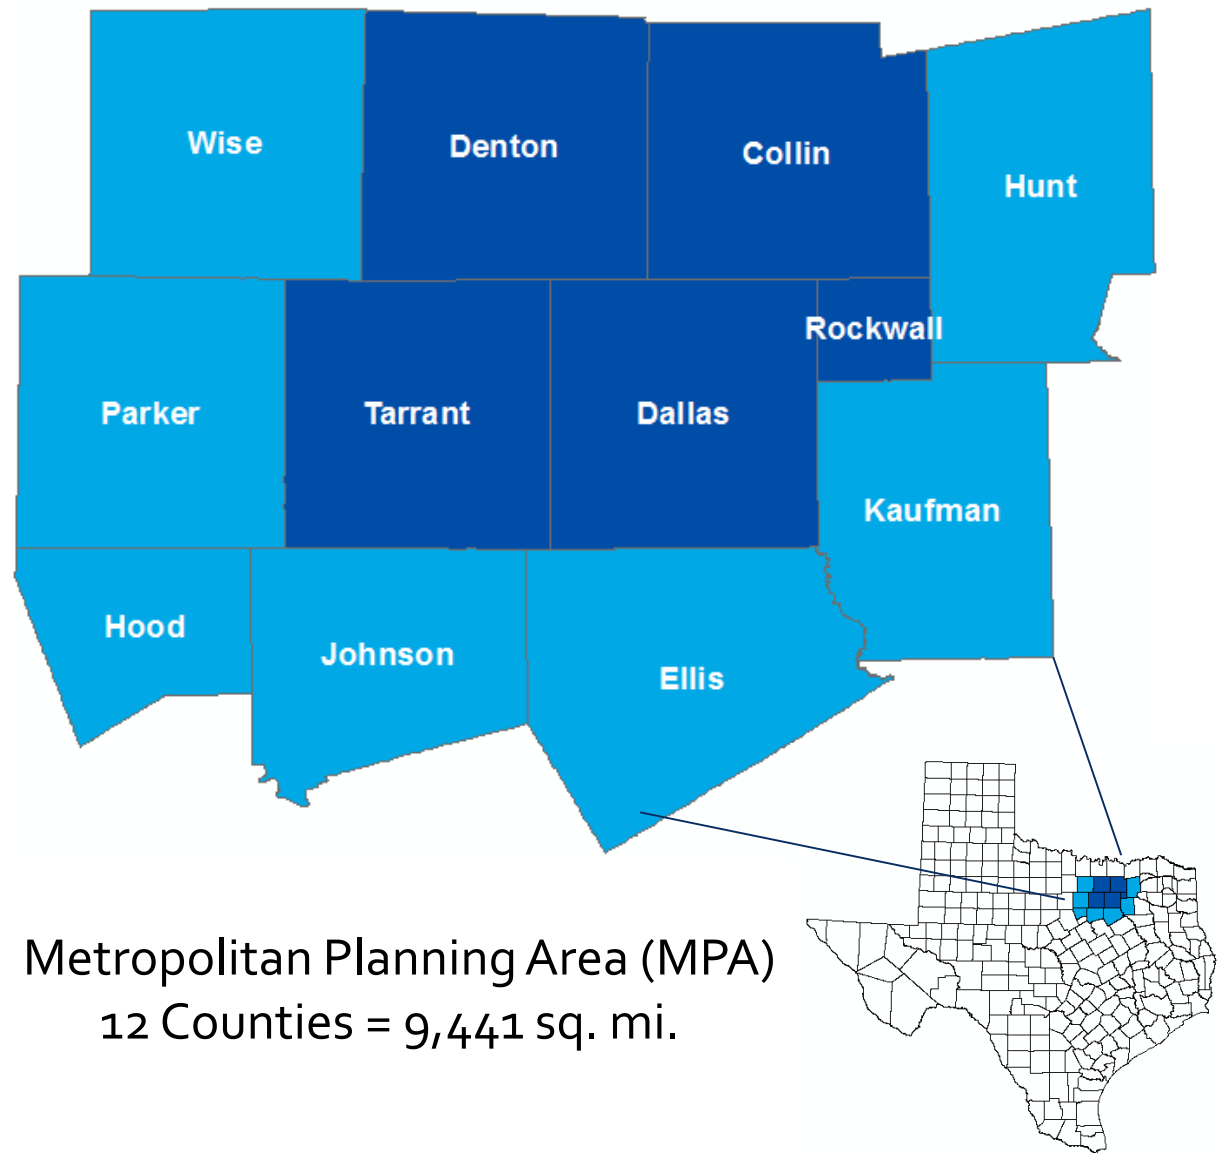 Wise
Denton
Collin
Hunt
Rockwall
Parker
Tarrant
Dallas
Kaufman
Hood
Johnson
Ellis
Metropolitan Planning Area (MPA)
12 Counties = 9,441 sq. mi.